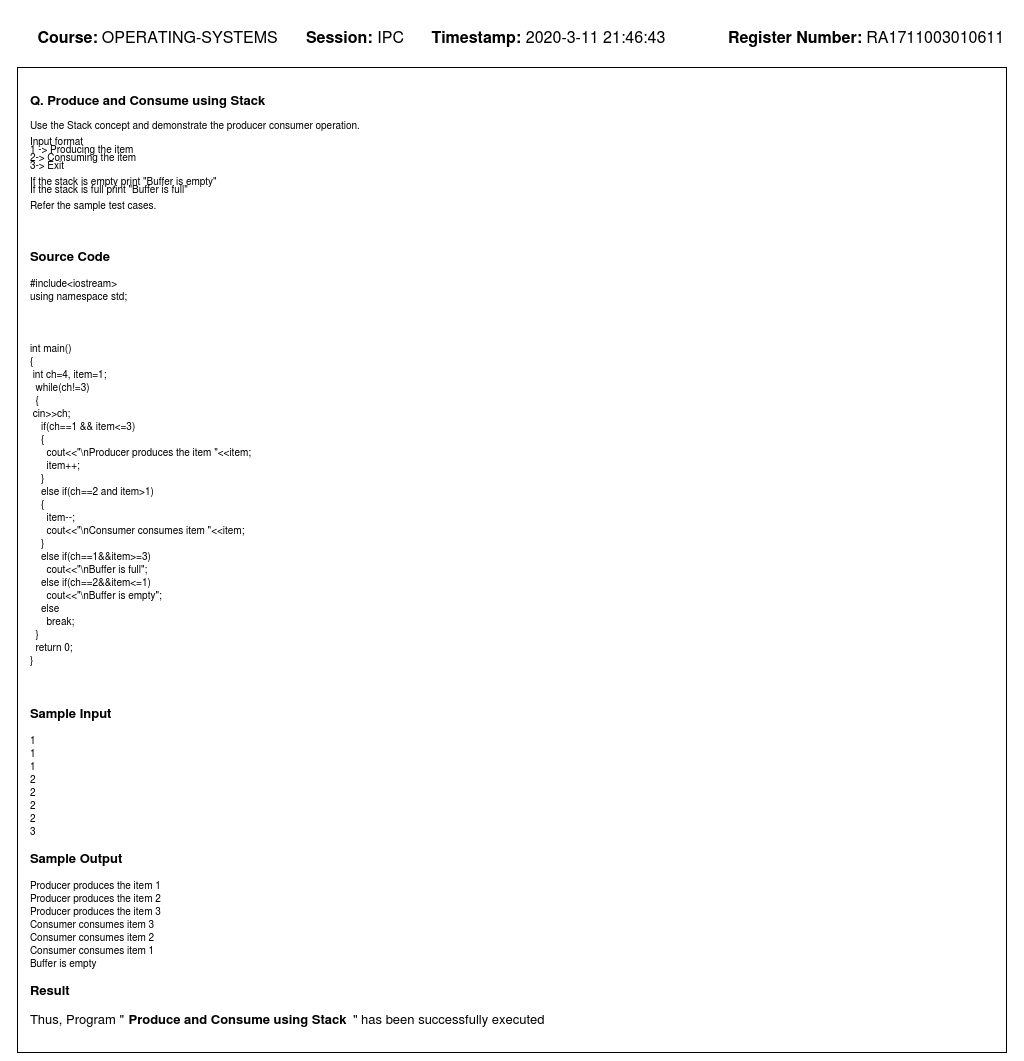 Course: OPERATING-SYSTEMS Session: IPC Timestamp: 2020-3-11 21:46:43 Register Number: RA1711003010611
Q. Produce and Consume using Stack
Use the Stack concept and demonstrate the producer consumer operation.
Input format
1 -> Producing the item
2-> Consuming the item
3-> Exit
If the stack is empty print "Buffer is empty"
If the stack is full print "Buffer is full"
Refer the sample test cases.
Source Code
#include<iostream>
using namespace std;
int main()
{
int ch=4, item=1;
while(ch!=3)
{
cin>>ch;
if(ch==1 && item<=3)
{
cout<<"\nProducer produces the item "<<item;
item++;
}
else if(ch==2 and item>1)
{
item--;
cout<<"\nConsumer consumes item "<<item;
}
else if(ch==1&&item>=3)
cout<<"\nBuffer is full";
else if(ch==2&&item<=1)
cout<<"\nBuffer is empty";
else
break;
}
return 0;
}
Sample Input
1
1
1
2
2
2
2
3
Sample Output
Producer produces the item 1
Producer produces the item 2
Producer produces the item 3
Consumer consumes item 3
Consumer consumes item 2
Consumer consumes item 1
Buffer is empty
Result
Thus, Program " Produce and Consume using Stack " has been successfully executed